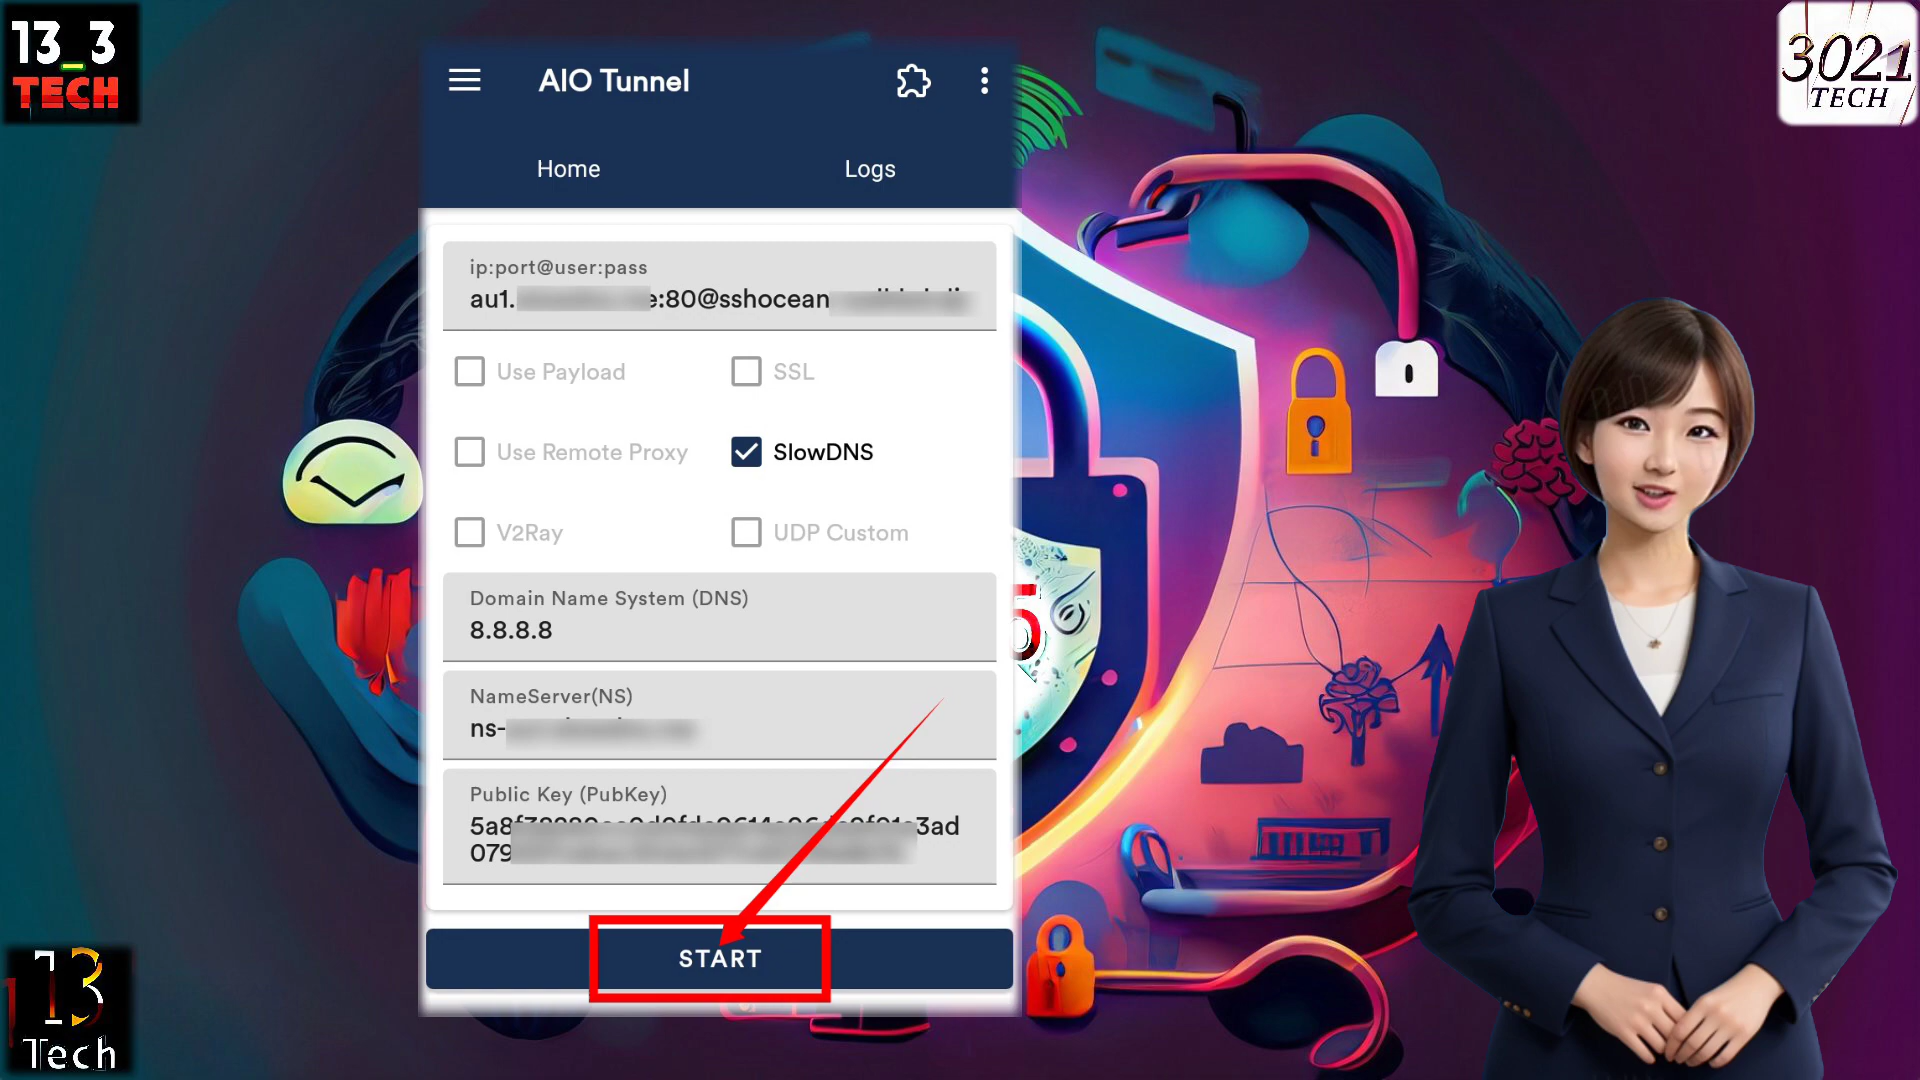 13_3
TECH
3021
TECH
AIO Tunnel
Home
Logs
ip:port@user:pass
au1.
e:80@sshocean
Use Payload
SSL
Use Remote Proxy
SlowDNS
V2Ray
UDP Custom
Domain Name System (DNS)
8.8.8.8
NameServer(NS)
ns-
Public Key (PubKey)
5a8f
3ad
079
START
13
Tech